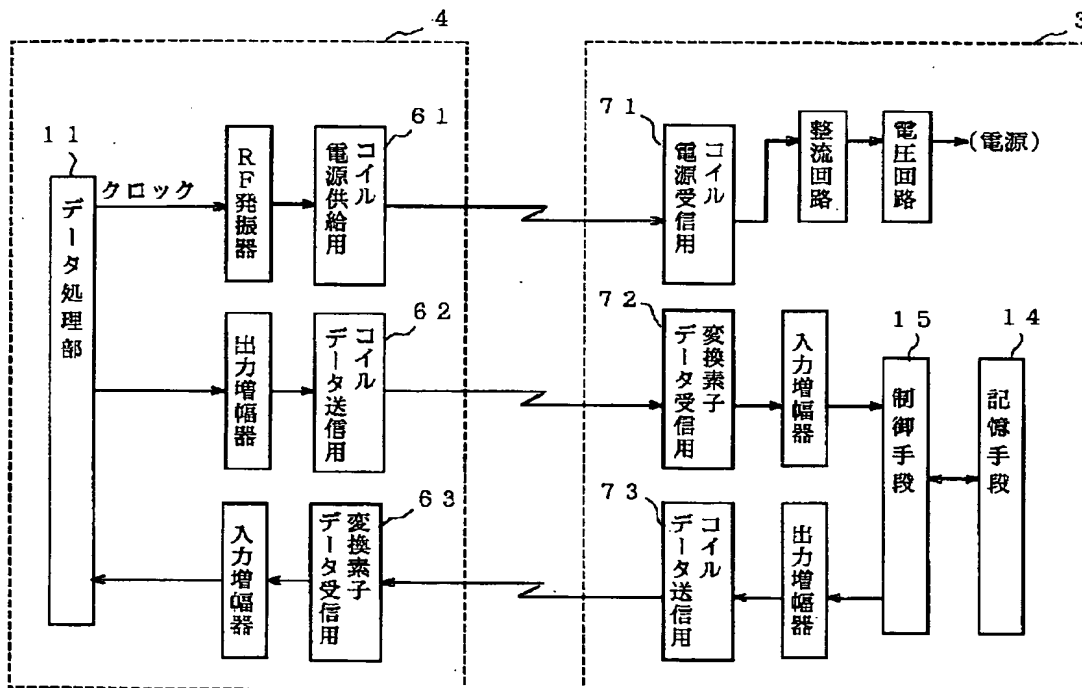 4
3
11
データ処理部
クロック
RF発振器
61
電源供給用
コイル
71
電源受信用
コイル
整流回路
電圧回路
(電源)
出力増幅器
62
データ送信用
コイル
72
データ受信用
変換素子
入力増幅器
15
制御手段
14
記憶手段
入力増幅器
63
データ受信用
変換素子
73
データ送信用
コイル
出力増幅器